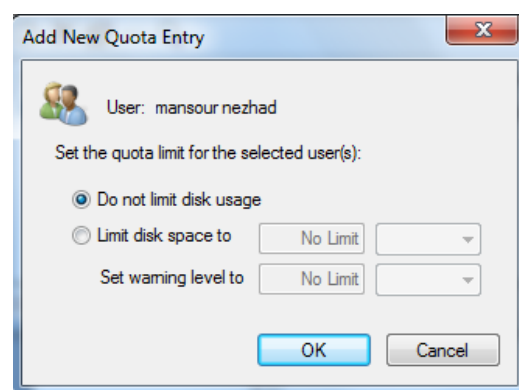 Add New Quota Entry
User: mansour nezhad
Set the quota limit for the selected user(s):
Do not limit disk usage
Limit disk space to No Limit
Set warning level to No Limit
OK Cancel